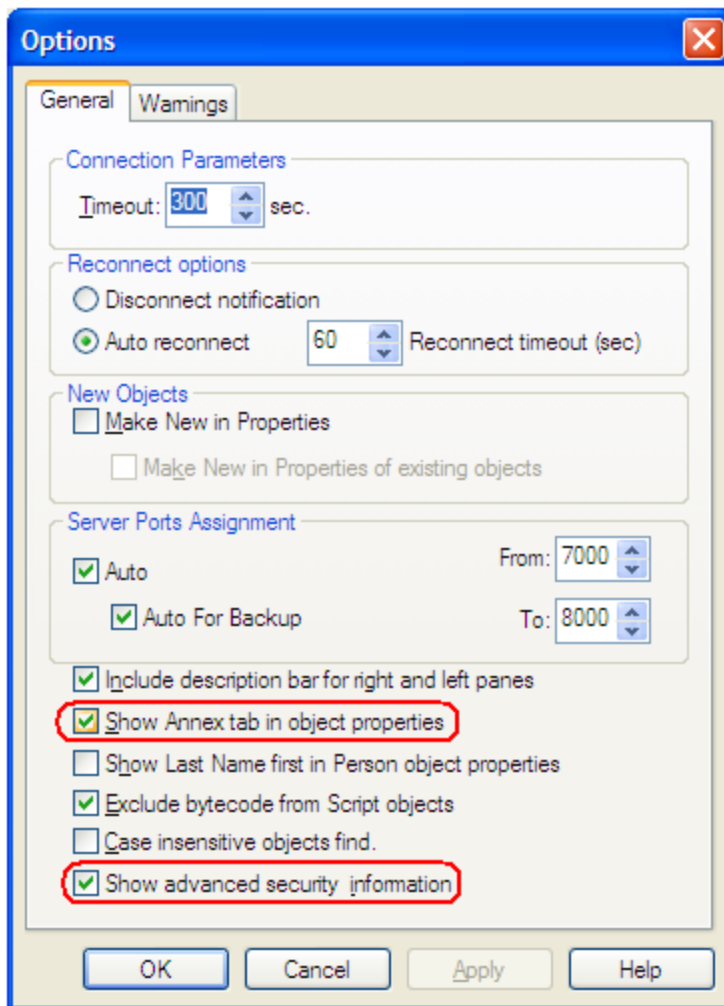 Options
General Warnings
Connection Parameters
Timeout: 300 sec.
Reconnect options
Disconnect notification
Auto reconnect 60 Reconnect timeout (sec)
New Objects
Make New in Properties
Make New in Properties of existing objects
Server Ports Assignment
Auto From: 7000
Auto For Backup To: 8000
Include description bar for right and left panes
Show Annex tab in object properties
Show Last Name first in Person object properties
Exclude bytecode from Script objects
Case insensitive objects find.
Show advanced security information
OK Cancel Apply Help